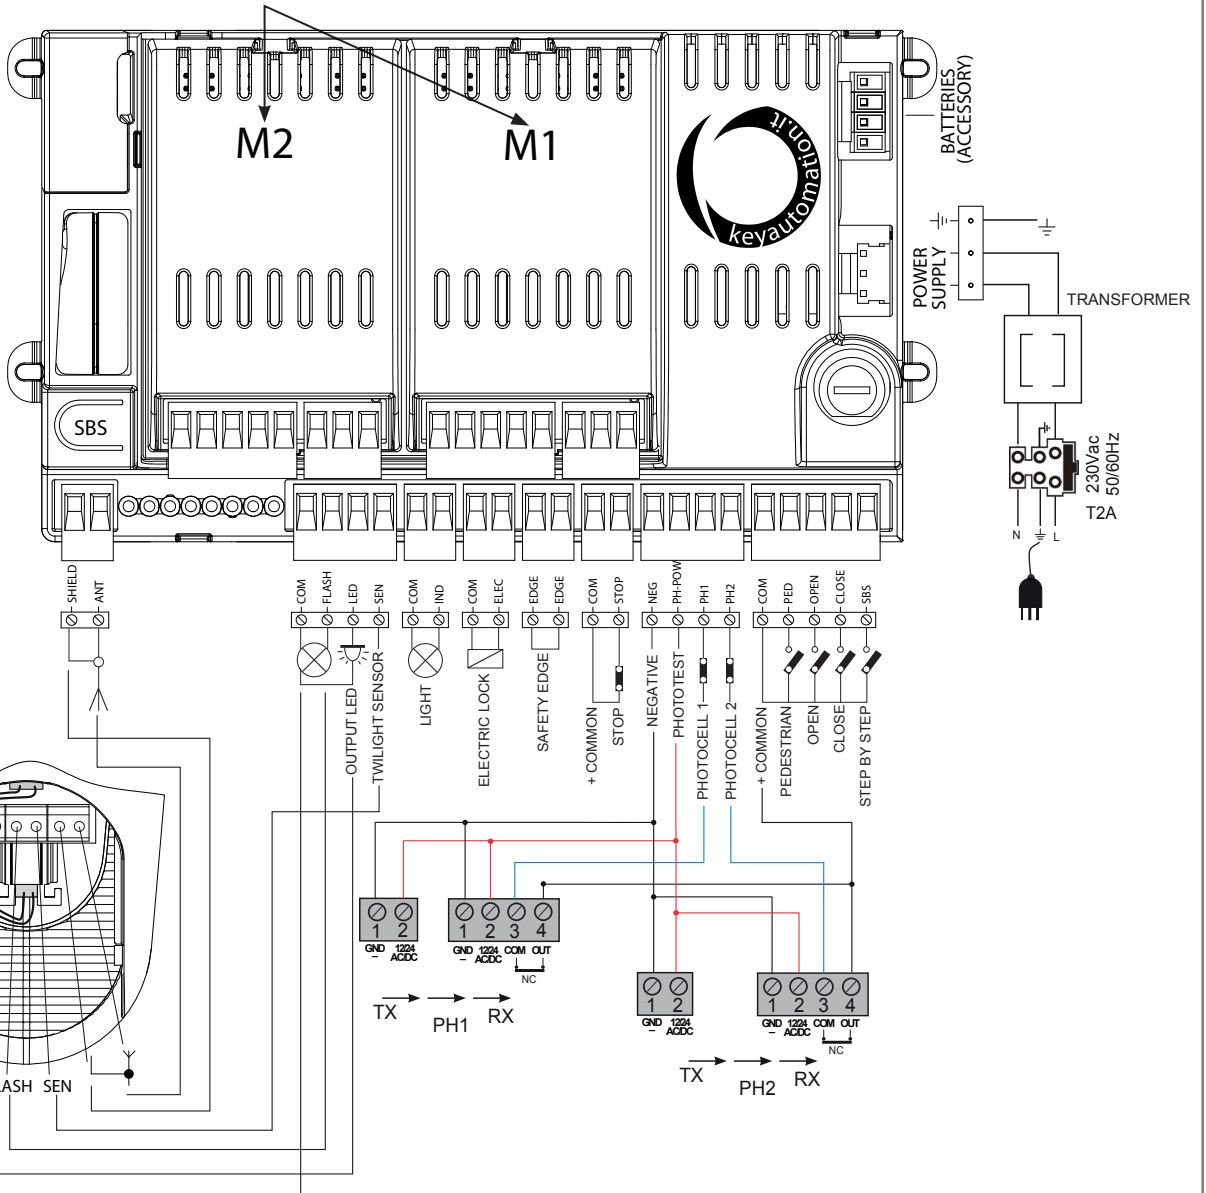 M2
M1
keyautomation.it
BATTERIES
(ACCESSORY)
POWER
SUPPLY
TRANSFORMER
230Vac
50/60Hz
T2A
N
L
SBS
SHIELD
ANT
COM
FLASH
LED
SEN
COM
IND
COM
ELEC
EDGE
EDGE
COM
STOP
NEG
PH-POW
PH1
PH2
COM
PED
OPEN
CLOSE
SBS
OUTPUT LED
TWILIGHT SENSOR
LIGHT
ELECTRIC LOCK
SAFETY EDGE
+ COMMON
STOP
NEGATIVE
PHOTOTEST
PHOTOCELL 1
PHOTOCELL 2
+ COMMON
PEDESTRIAN
OPEN
CLOSE
STEP BY STEP
1 2
GND 12/24
– AC/DC
1 2 3 4
GND 12/24 COM OUT
– AC/DC
NC
TX PH1 RX
1 2
GND 12/24
– AC/DC
1 2 3 4
GND 12/24 COM OUT
– AC/DC
NC
TX PH2 RX
ASH SEN